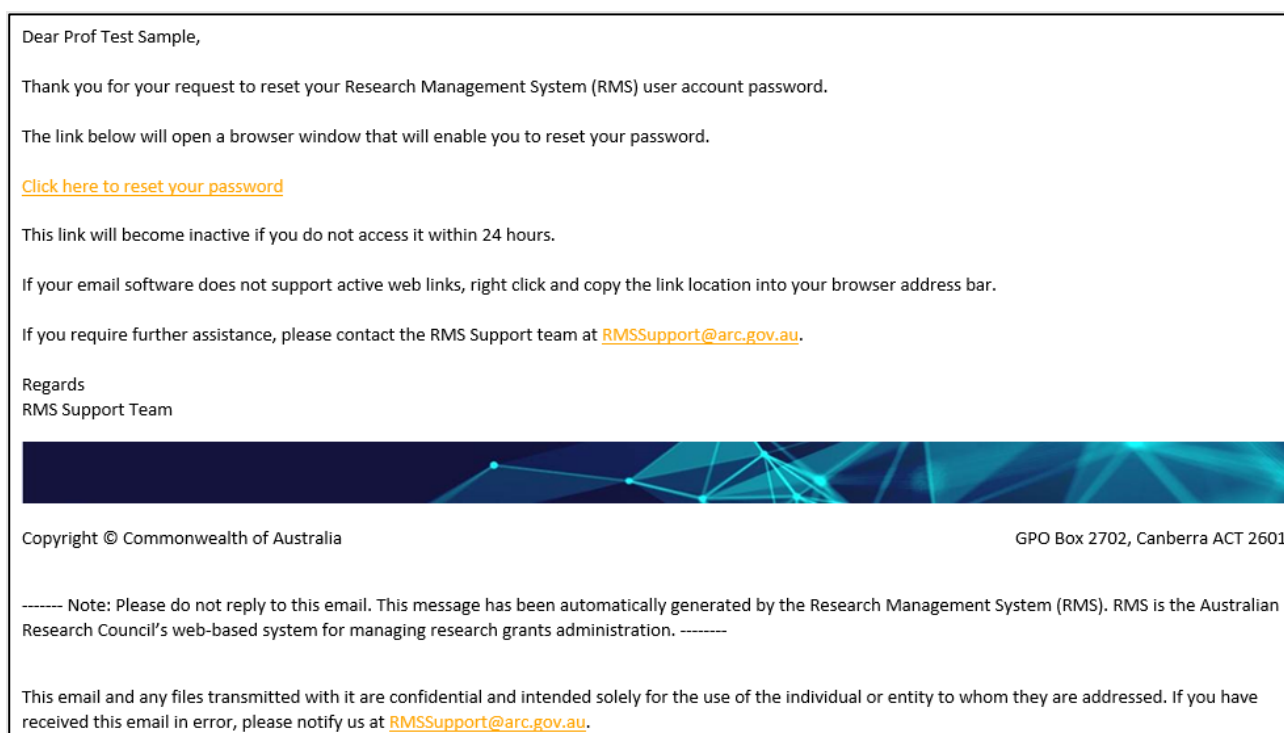 Dear Prof Test Sample,
Thank you for your request to reset your Research Management System (RMS) user account password.
The link below will open a browser window that will enable you to reset your password.
Click here to reset your password
This link will become inactive if you do not access it within 24 hours.
If your email software does not support active web links, right click and copy the link location into your browser address bar.
If you require further assistance, please contact the RMS Support team at RMSSupport@arc.gov.au.
Regards
RMS Support Team
Copyright © Commonwealth of Australia GPO Box 2702, Canberra ACT 2601
------- Note: Please do not reply to this email. This message has been automatically generated by the Research Management System (RMS). RMS is the Australian
Research Council’s web-based system for managing research grants administration. --------
This email and any files transmitted with it are confidential and intended solely for the use of the individual or entity to whom they are addressed. If you have
received this email in error, please notify us at RMSSupport@arc.gov.au.